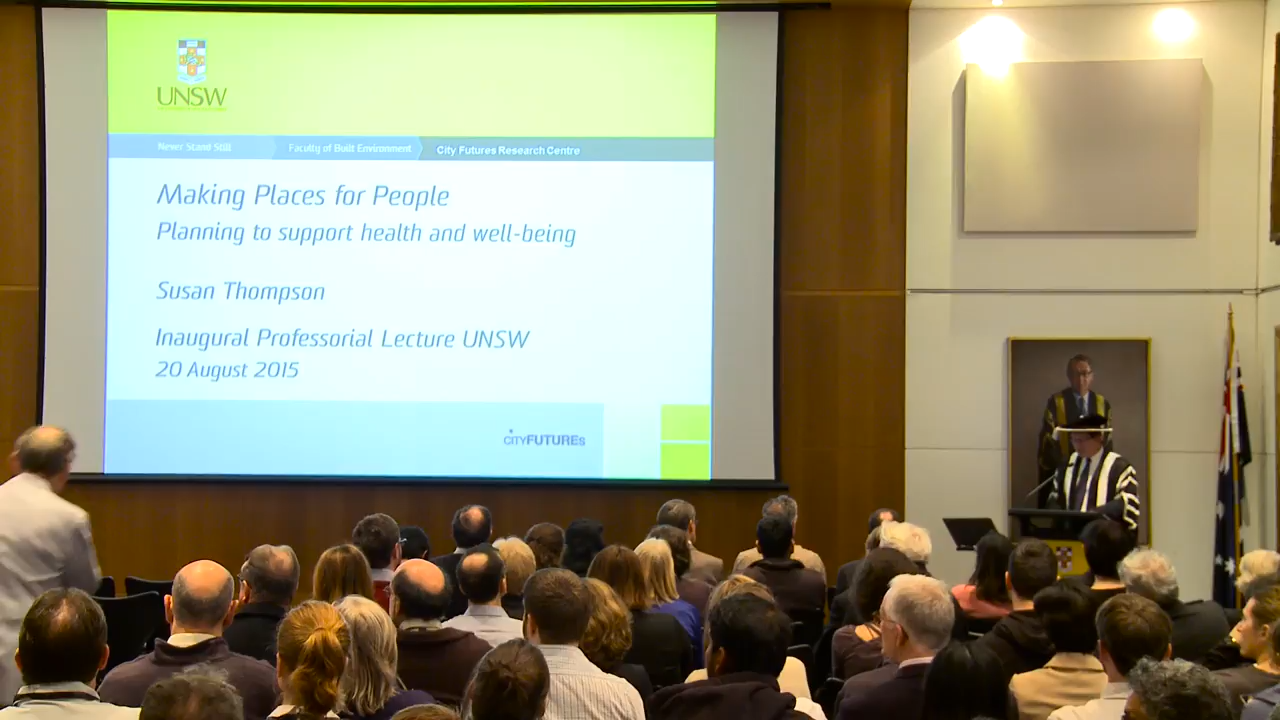 UNSW
Never Stand Still
Faculty of Built Environment
City Futures Research Centre
Making Places for People
Planning to support health and well-being
Susan Thompson
Inaugural Professorial Lecture UNSW
20 August 2015
CITYFUTUREs